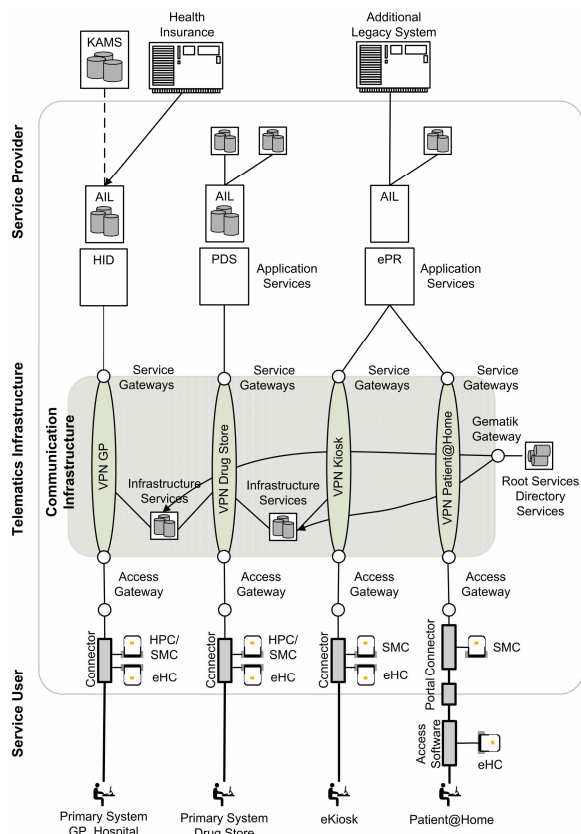 Health
Insurance
Additional
Legacy System
KAMS
Service Provider
AIL
AIL
AIL
HID
PDS
Application
Services
ePR
Application
Services
Service
Gateways
Service
Gateways
Service
Gateways
Service
Gateways
Telematics Infrastructure
Communication
Infrastructure
VPN GP
VPN Drug Store
VPN Kiosk
VPN Patient@Home
Gematik
Gateway
Infrastructure
Services
Infrastructure
Services
Root Services
Directory
Services
Access
Gateway
Access
Gateway
Access
Gateway
Access
Gateway
Service User
Connector
HPC/
SMC
eHC
Connector
HPC/
SMC
eHC
Connector
SMC
eHC
Portal Connector
SMC
Access
Software
eHC
Primary System
GP, Hospital
Primary System
Drug Store
eKiosk
Patient@Home